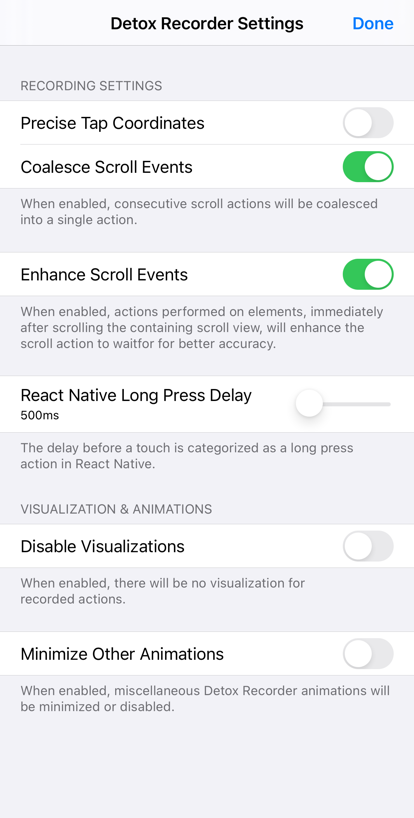 Detox Recorder Settings
Done
RECORDING SETTINGS
Precise Tap Coordinates
Coalesce Scroll Events
When enabled, consecutive scroll actions will be coalesced
into a single action.
Enhance Scroll Events
When enabled, actions performed on elements, immediately
after scrolling the containing scroll view, will enhance the
scroll action to waitfor for better accuracy.
React Native Long Press Delay
500ms
The delay before a touch is categorized as a long press
action in React Native.
VISUALIZATION & ANIMATIONS
Disable Visualizations
When enabled, there will be no visualization for
recorded actions.
Minimize Other Animations
When enabled, miscellaneous Detox Recorder animations will
be minimized or disabled.